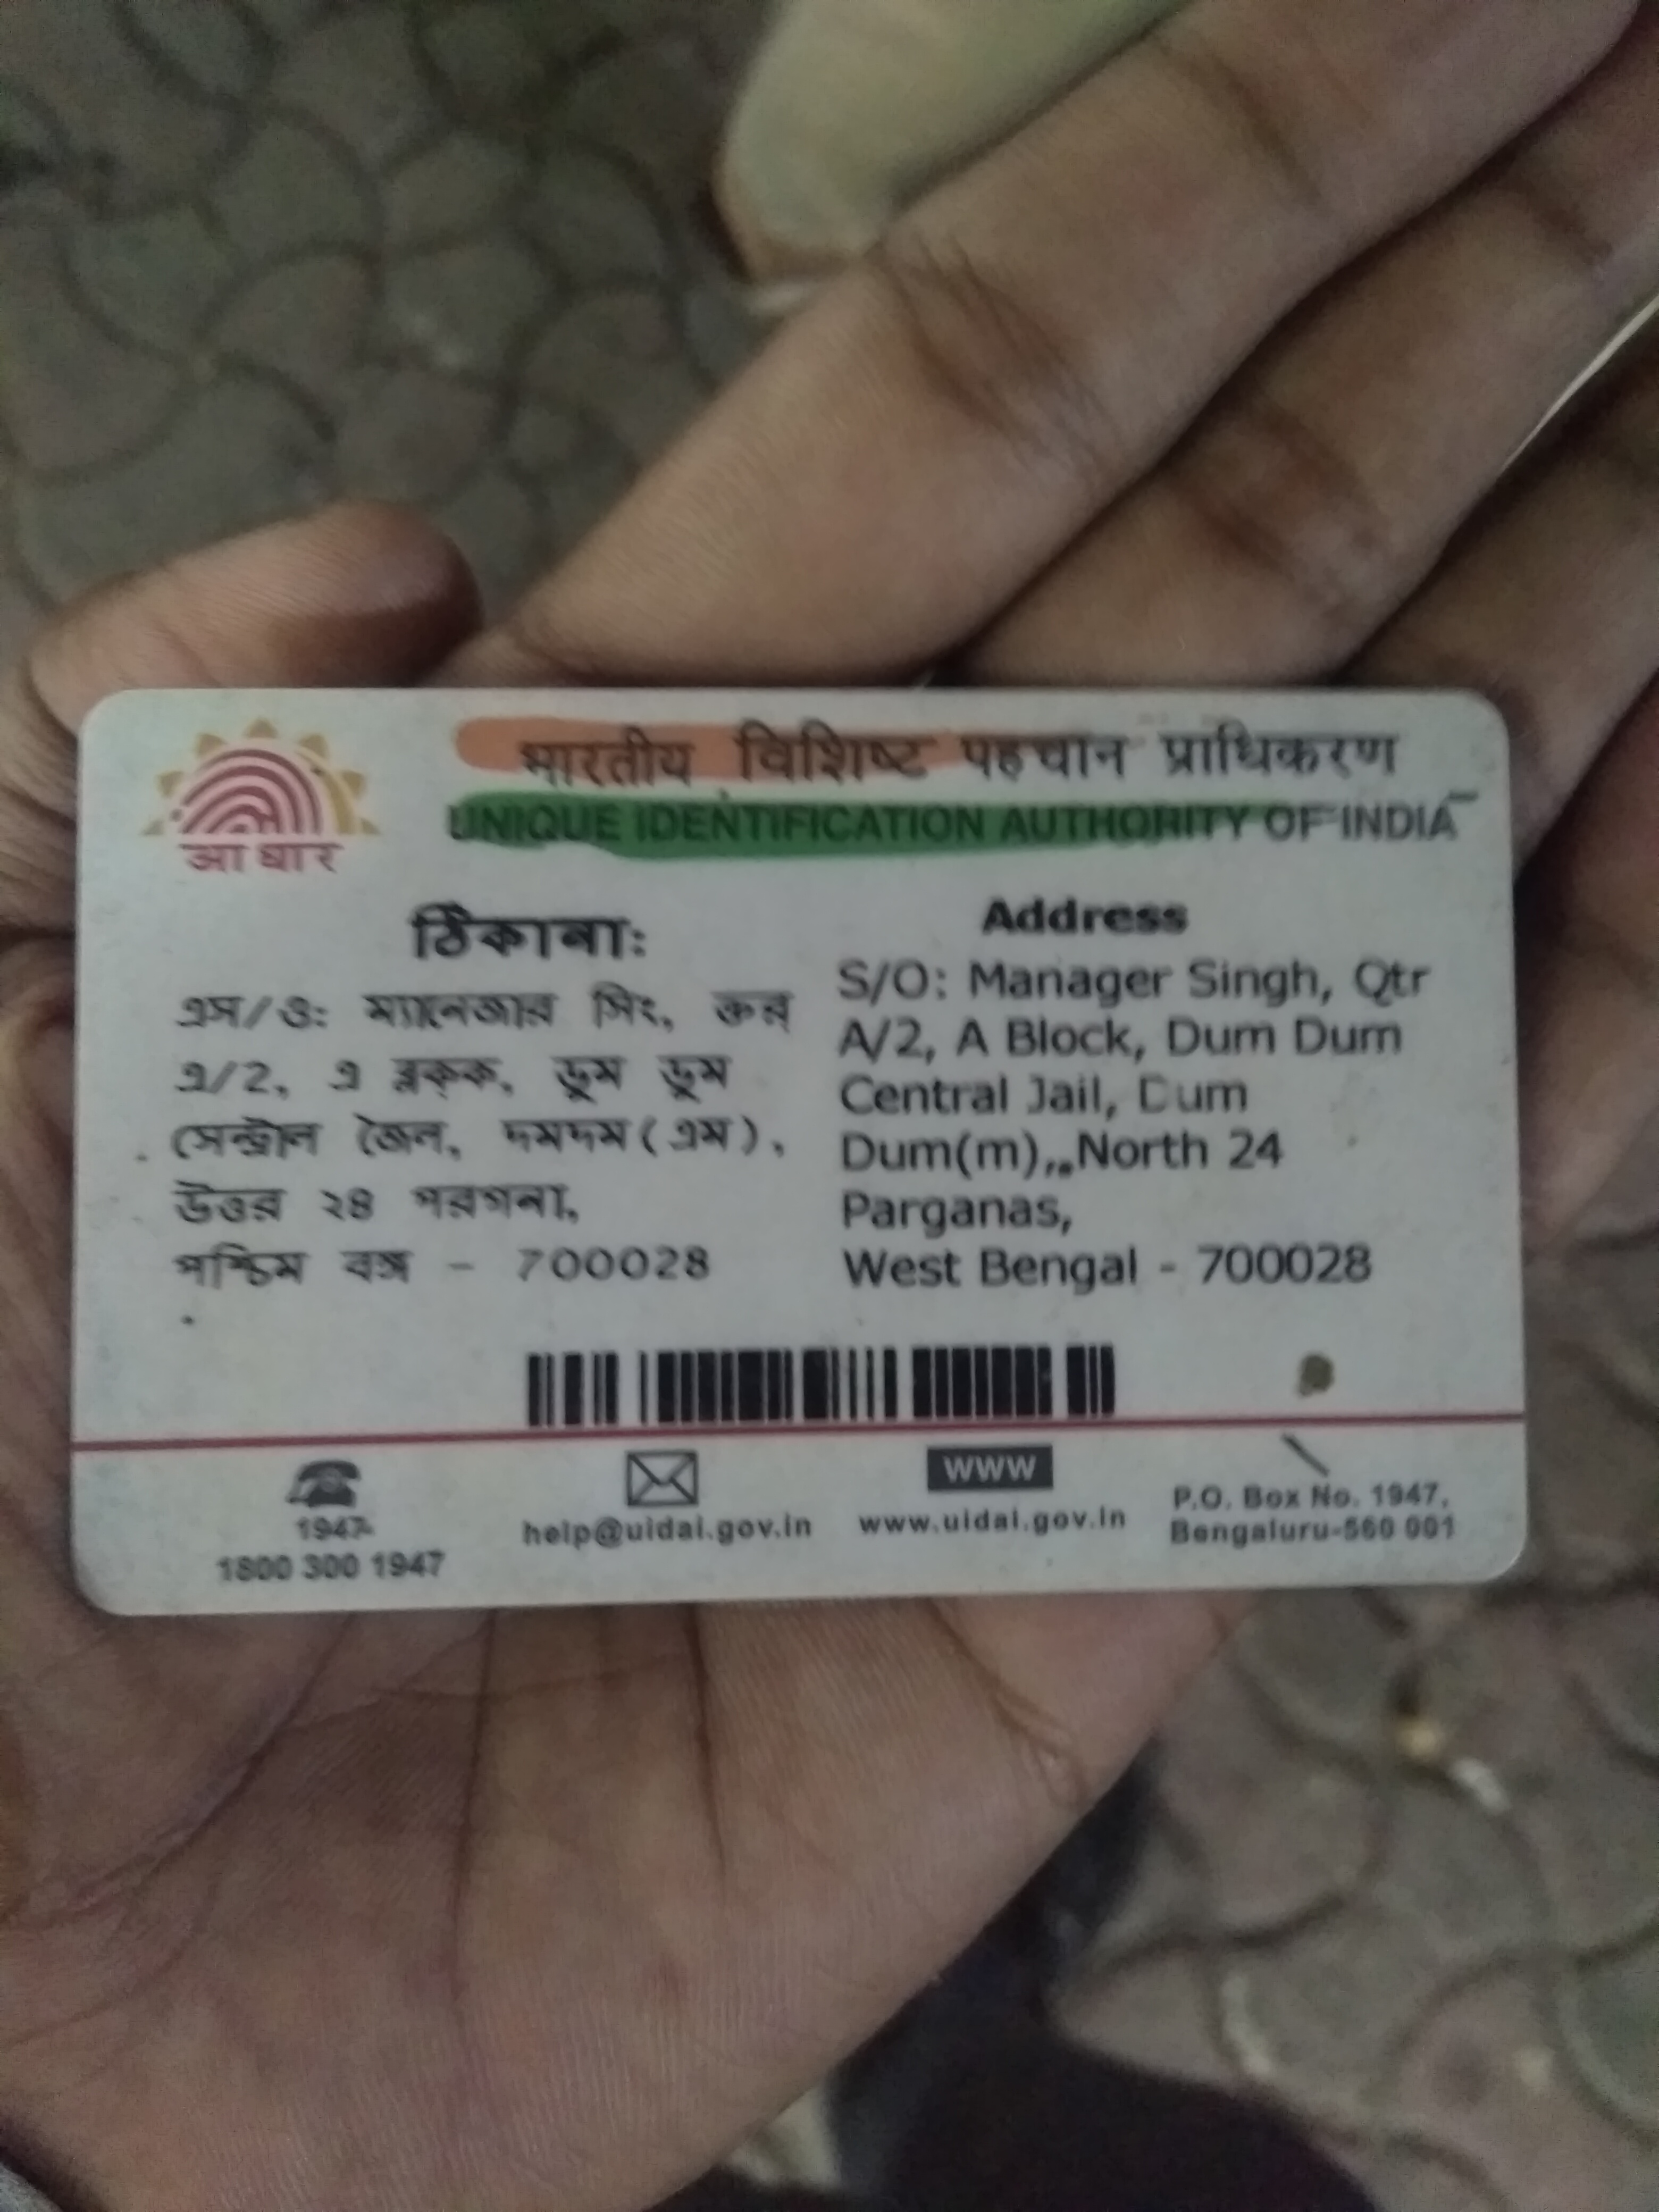 भारतीय विशिष्ट पहचान प्राधिकरण
UNIQUE IDENTIFICATION AUTHORITY OF INDIA
आधार
ঠিকানা:
এস/ও: ম্যানেজার সিং, কর্
এ/2, এ ব্লক্ক, ডুম ডুম
সেন্ট্রাল জৈল, দমদম(এম),
উত্তর ২৪ পরগনা,
পশ্চিম বঙ্গ - 700028
Address
S/O: Manager Singh, Qtr
A/2, A Block, Dum Dum
Central Jail, Dum
Dum(m),,North 24
Parganas,
West Bengal - 700028
1947
1800 300 1947
help@uidai.gov.in
WWW
www.uidai.gov.in
P.O. Box No. 1947,
Bengaluru-560 001